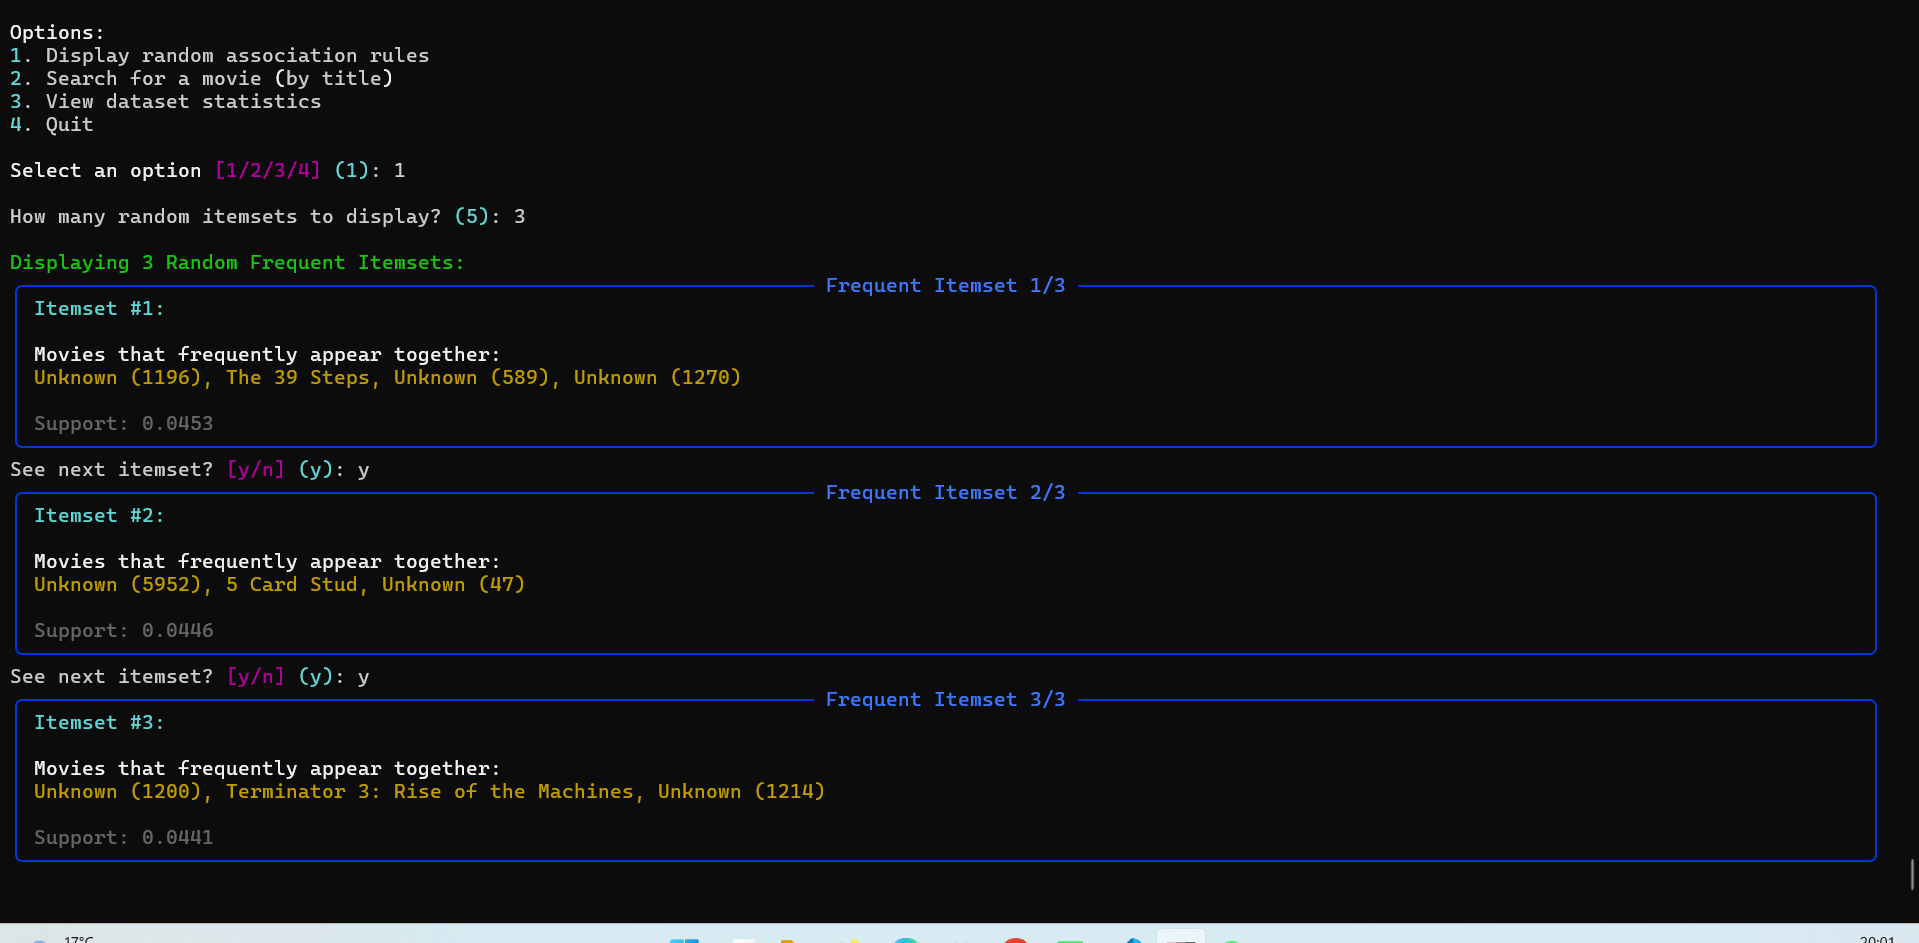 Options:
1. Display random association rules
2. Search for a movie (by title)
3. View dataset statistics
4. Quit
Select an option [1/2/3/4] (1): 1
How many random itemsets to display? (5): 3
Displaying 3 Random Frequent Itemsets:
Frequent Itemset 1/3
Itemset #1:
Movies that frequently appear together:
Unknown (1196), The 39 Steps, Unknown (589), Unknown (1270)
Support: 0.0453
See next itemset? [y/n] (y): y
Frequent Itemset 2/3
Itemset #2:
Movies that frequently appear together:
Unknown (5952), 5 Card Stud, Unknown (47)
Support: 0.0446
See next itemset? [y/n] (y): y
Frequent Itemset 3/3
Itemset #3:
Movies that frequently appear together:
Unknown (1200), Terminator 3: Rise of the Machines, Unknown (1214)
Support: 0.0441
17°C
20:01